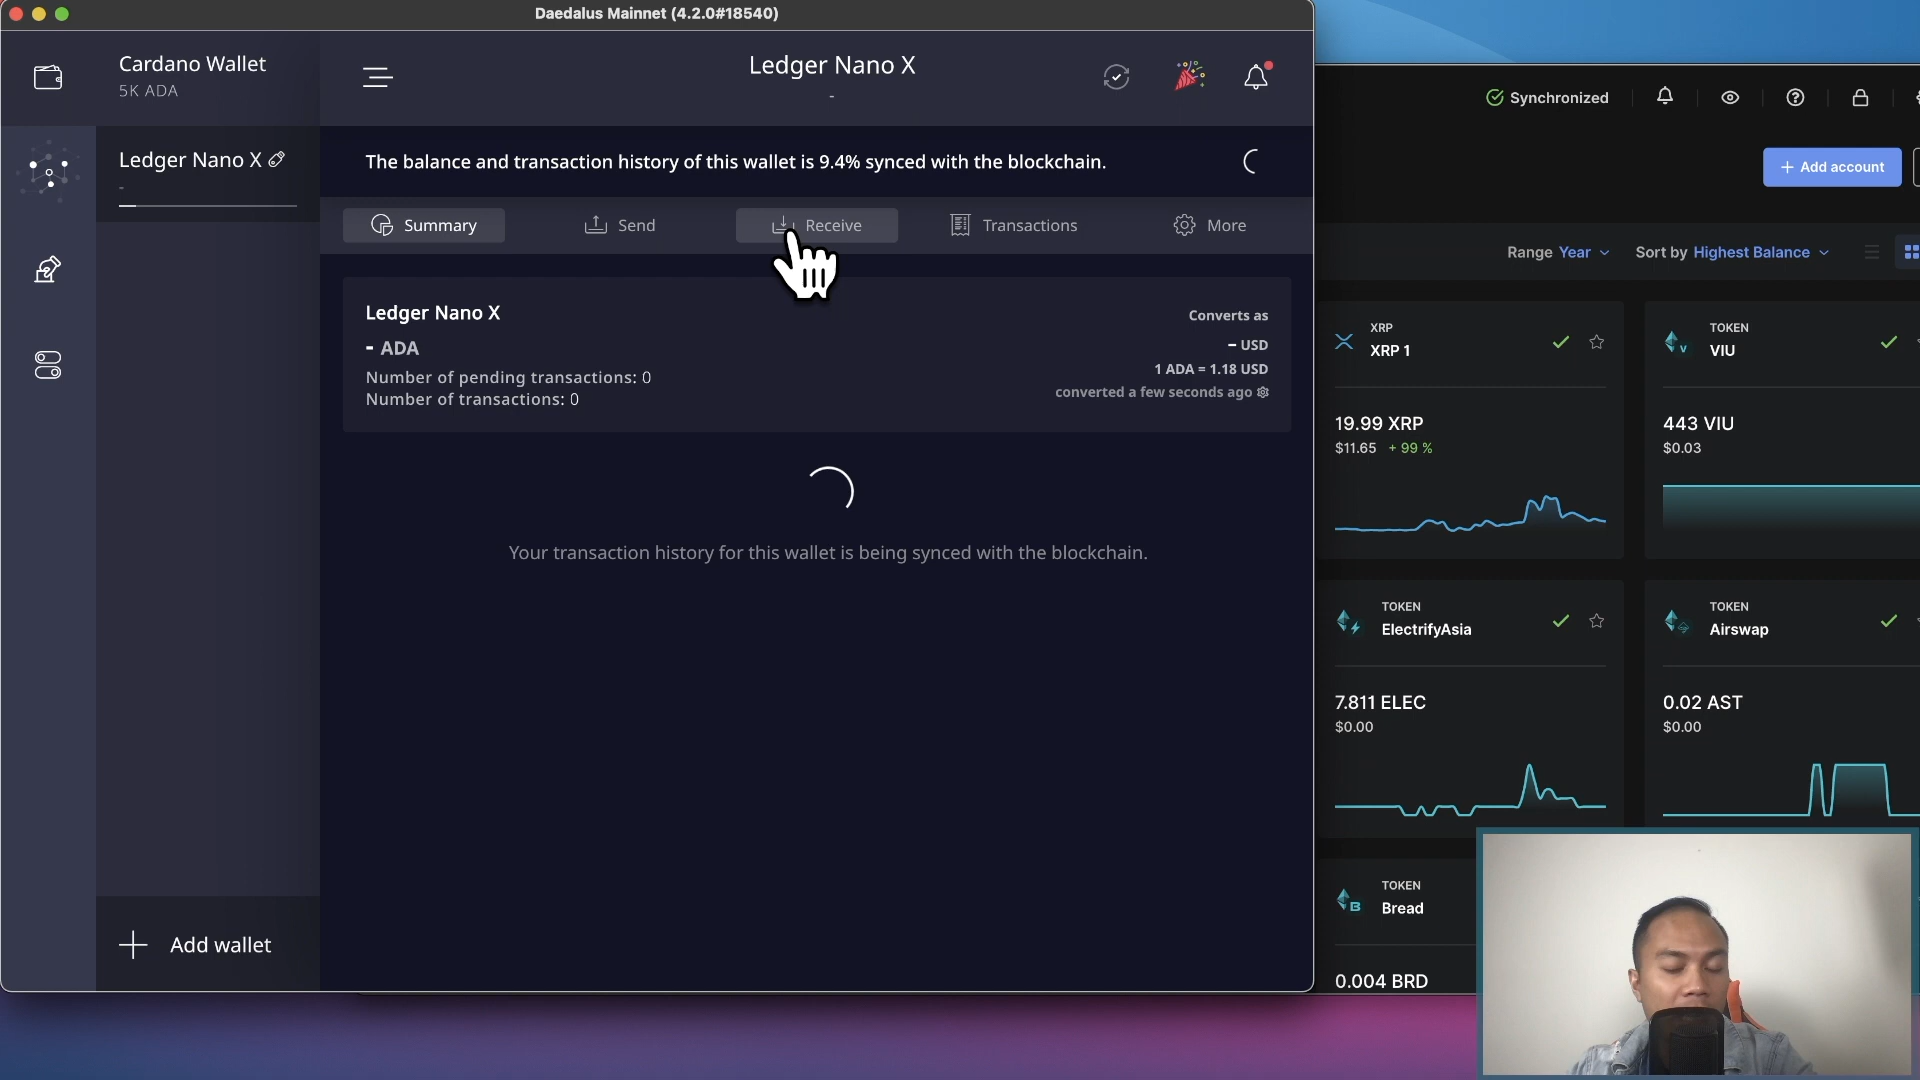 Daedalus Mainnet (4.2.0#18540)
Cardano Wallet
5K ADA
Ledger Nano X
-
Ledger Nano X
-
The balance and transaction history of this wallet is 9.4% synced with the blockchain.
Summary
Send
Receive
Transactions
More
Ledger Nano X
- ADA
Number of pending transactions: 0
Number of transactions: 0
Converts as
– USD
1 ADA = 1.18 USD
converted a few seconds ago
Your transaction history for this wallet is being synced with the blockchain.
Add wallet
Synchronized
+ Add account
Range Year
Sort by Highest Balance
XRP
XRP 1
19.99 XRP
$11.65 + 99 %
TOKEN
VIU
443 VIU
$0.03
TOKEN
ElectrifyAsia
7.811 ELEC
$0.00
TOKEN
Airswap
0.02 AST
$0.00
TOKEN
Bread
0.004 BRD